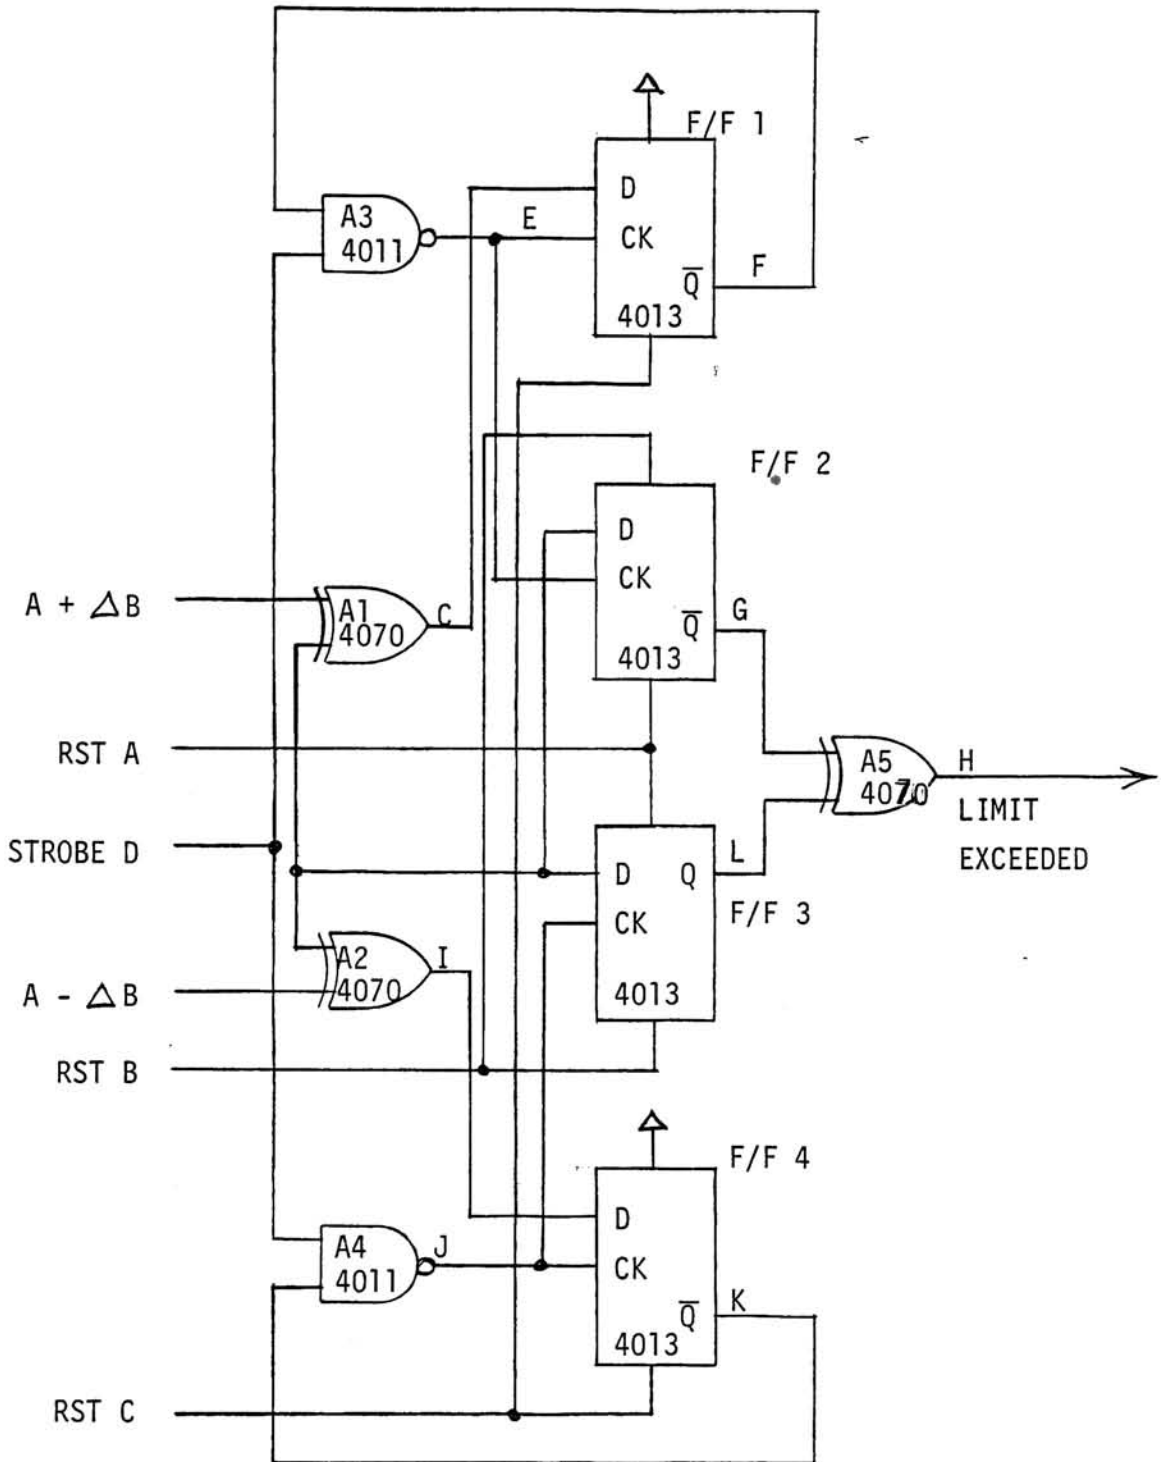 F/F 1
D
A3
4011
E
CK
Q̅
F
4013
F/F 2
D
CK
A + △B
A1
4070
C
G
Q̅
4013
RST A
A5
4070
H
LIMIT
EXCEEDED
STROBE D
L
D Q
F/F 3
CK
A2
4070
I
A - △B
4013
RST B
F/F 4
D
A4
4011
J
CK
K
Q̅
4013
RST C